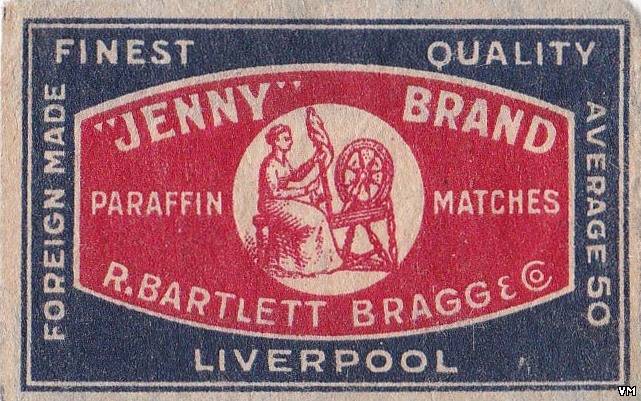 FINEST QUALITY
"JENNY" BRAND
PARAFFIN MATCHES
R. BARTLETT BRAGG & Co
LIVERPOOL
FOREIGN MADE
AVERAGE 50
VM